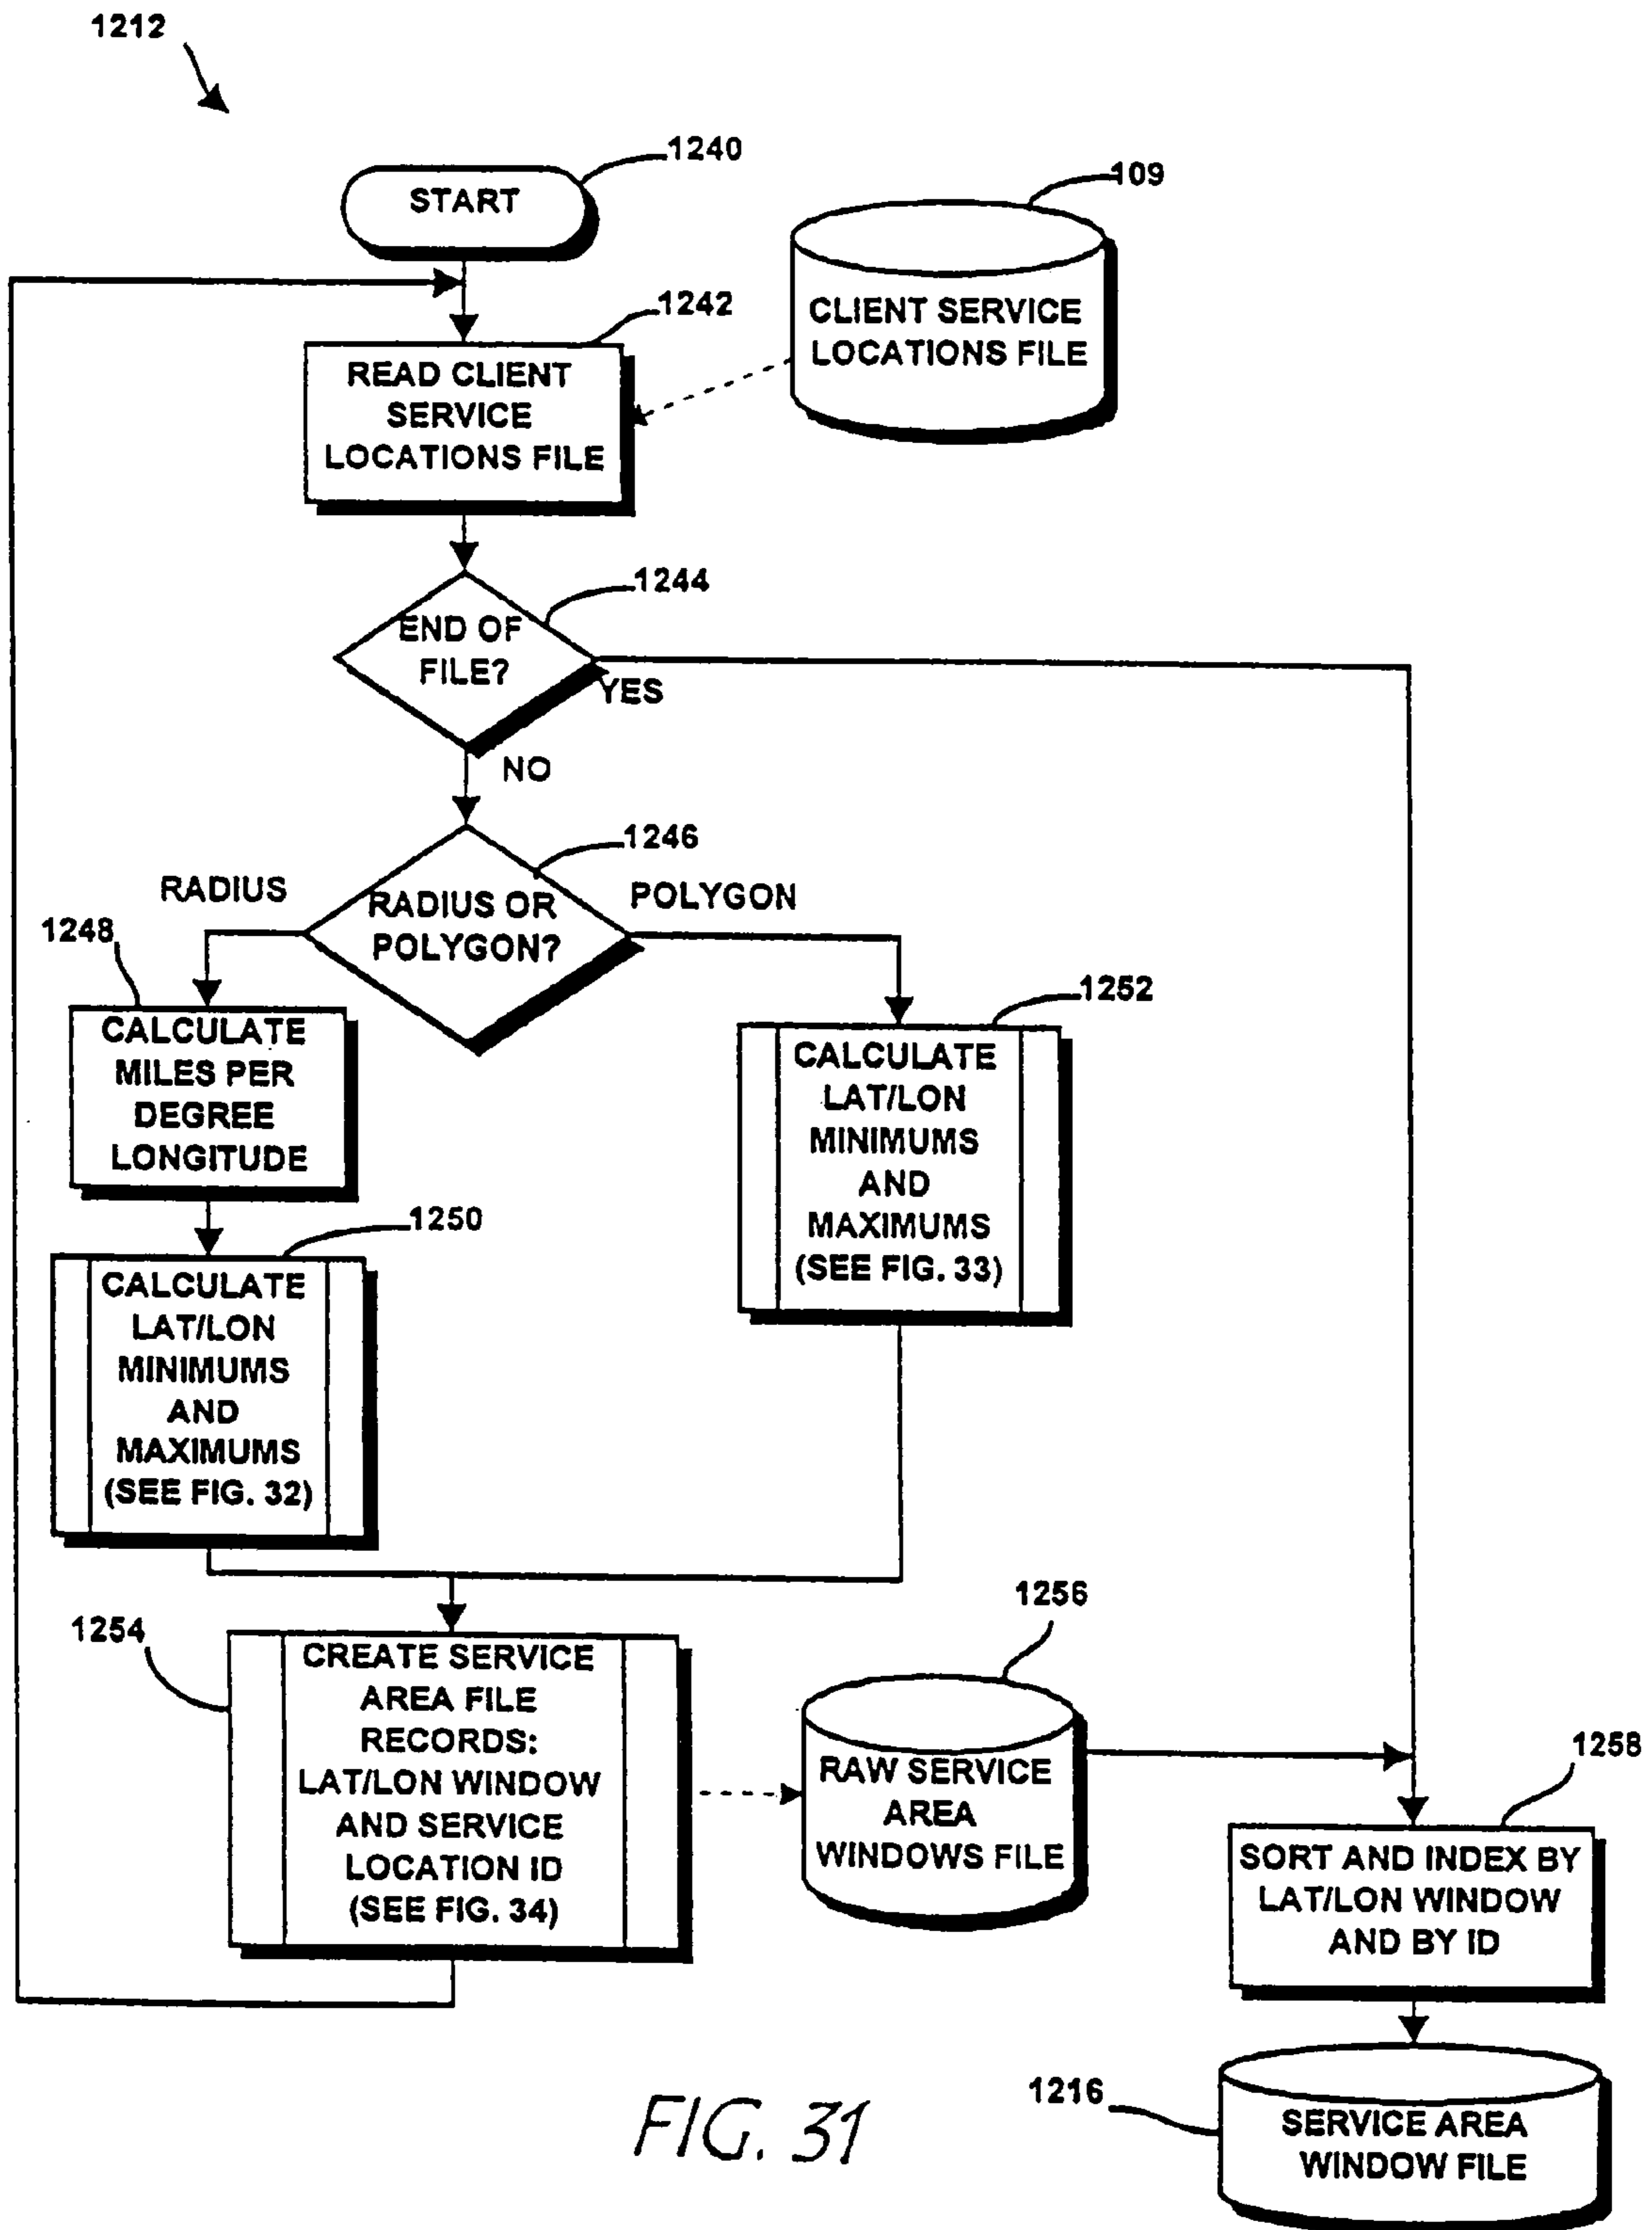 1212
1240
START
109
CLIENT SERVICE
LOCATIONS FILE
1242
READ CLIENT
SERVICE
LOCATIONS FILE
1244
END OF
FILE?
YES
NO
1246
RADIUS
RADIUS OR
POLYGON?
POLYGON
1248
CALCULATE
MILES PER
DEGREE
LONGITUDE
1252
CALCULATE
LAT/LON
MINIMUMS
AND
MAXIMUMS
(SEE FIG. 33)
1250
CALCULATE
LAT/LON
MINIMUMS
AND
MAXIMUMS
(SEE FIG. 32)
1254
CREATE SERVICE
AREA FILE
RECORDS:
LAT/LON WINDOW
AND SERVICE
LOCATION ID
(SEE FIG. 34)
1256
RAW SERVICE
AREA
WINDOWS FILE
1258
SORT AND INDEX BY
LAT/LON WINDOW
AND BY ID
1216
SERVICE AREA
WINDOW FILE
FIG. 31